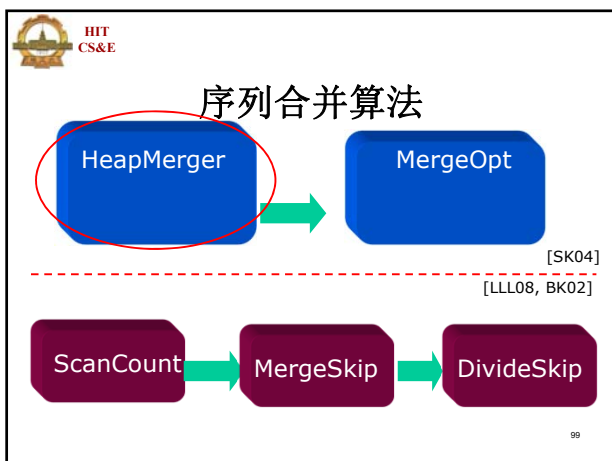 HIT
CS&E
序列合并算法
HeapMerger
MergeOpt
[SK04]
[LLL08, BK02]
ScanCount
MergeSkip
DivideSkip
99